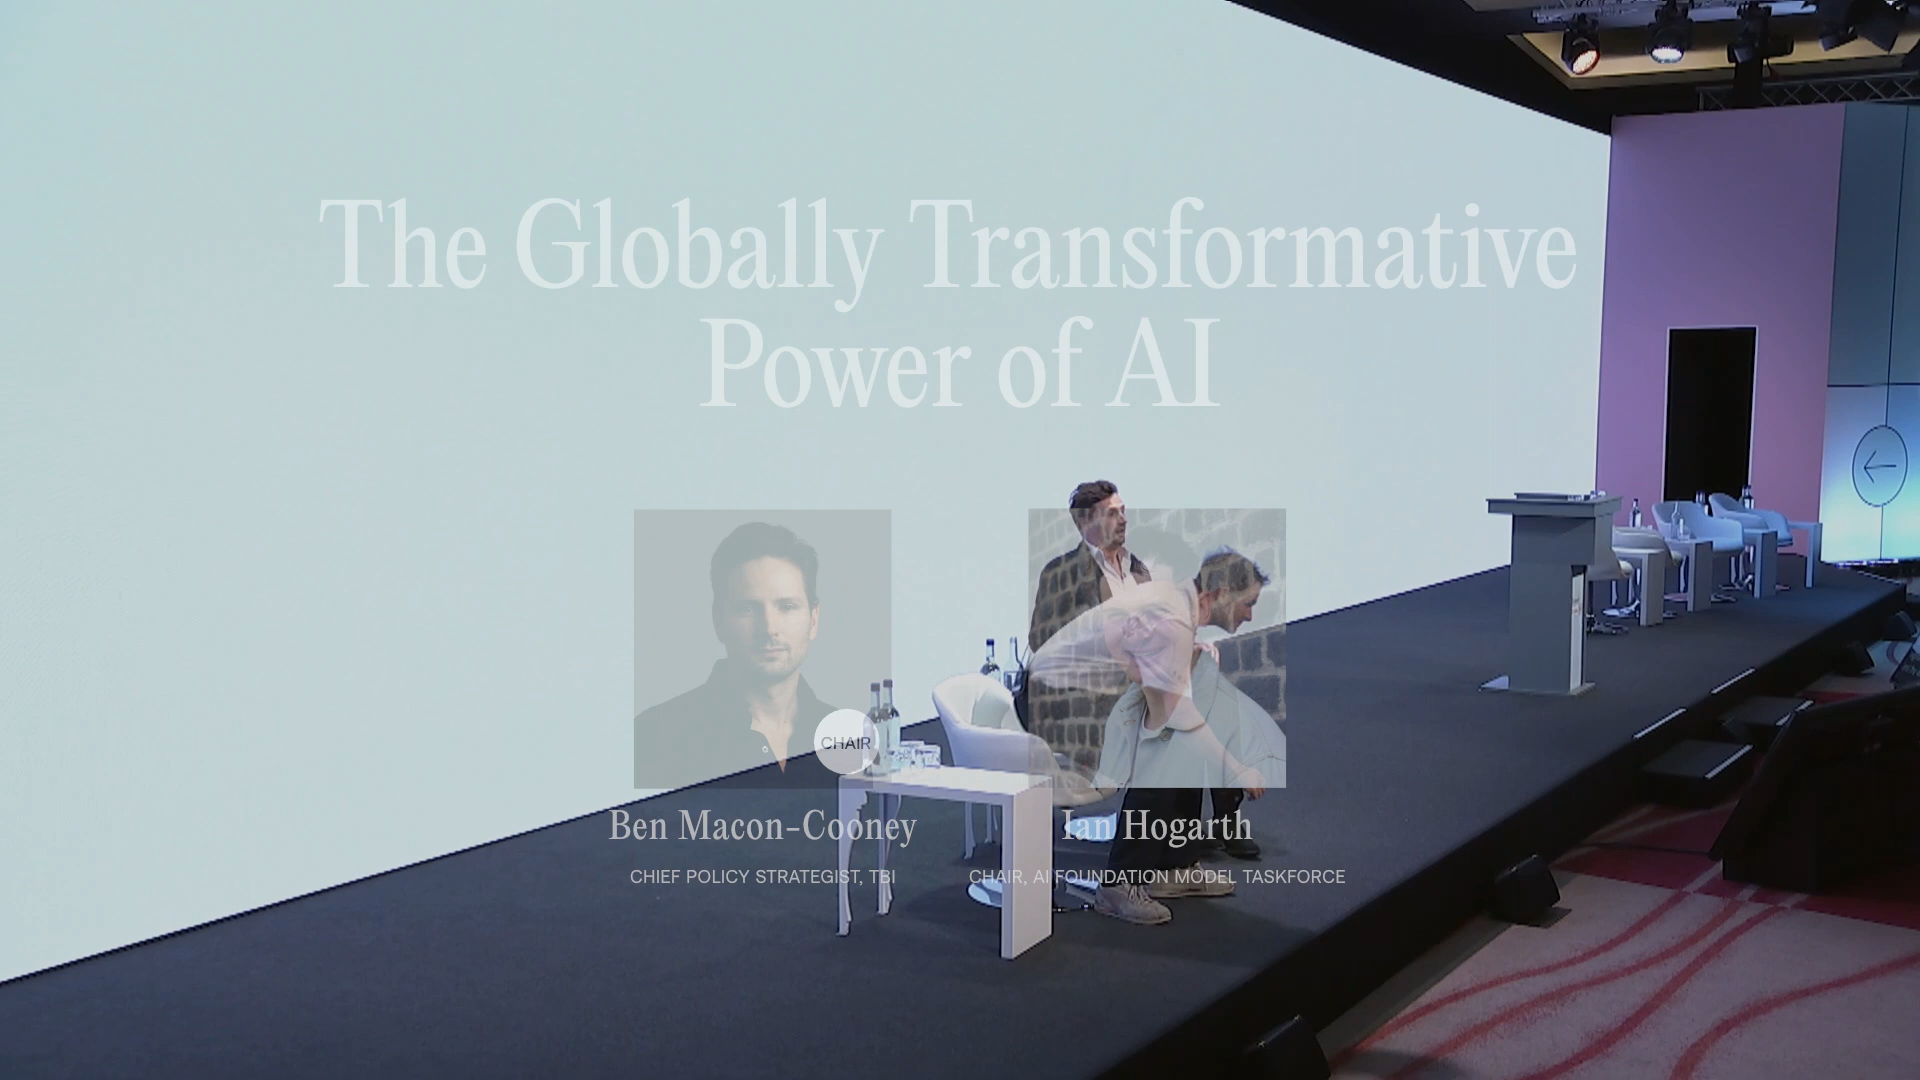 The Globally Transformative
Power of AI
CHAIR
Ben Macon-Cooney
CHIEF POLICY STRATEGIST, TBI
Ian Hogarth
CHAIR, AI FOUNDATION MODEL TASKFORCE